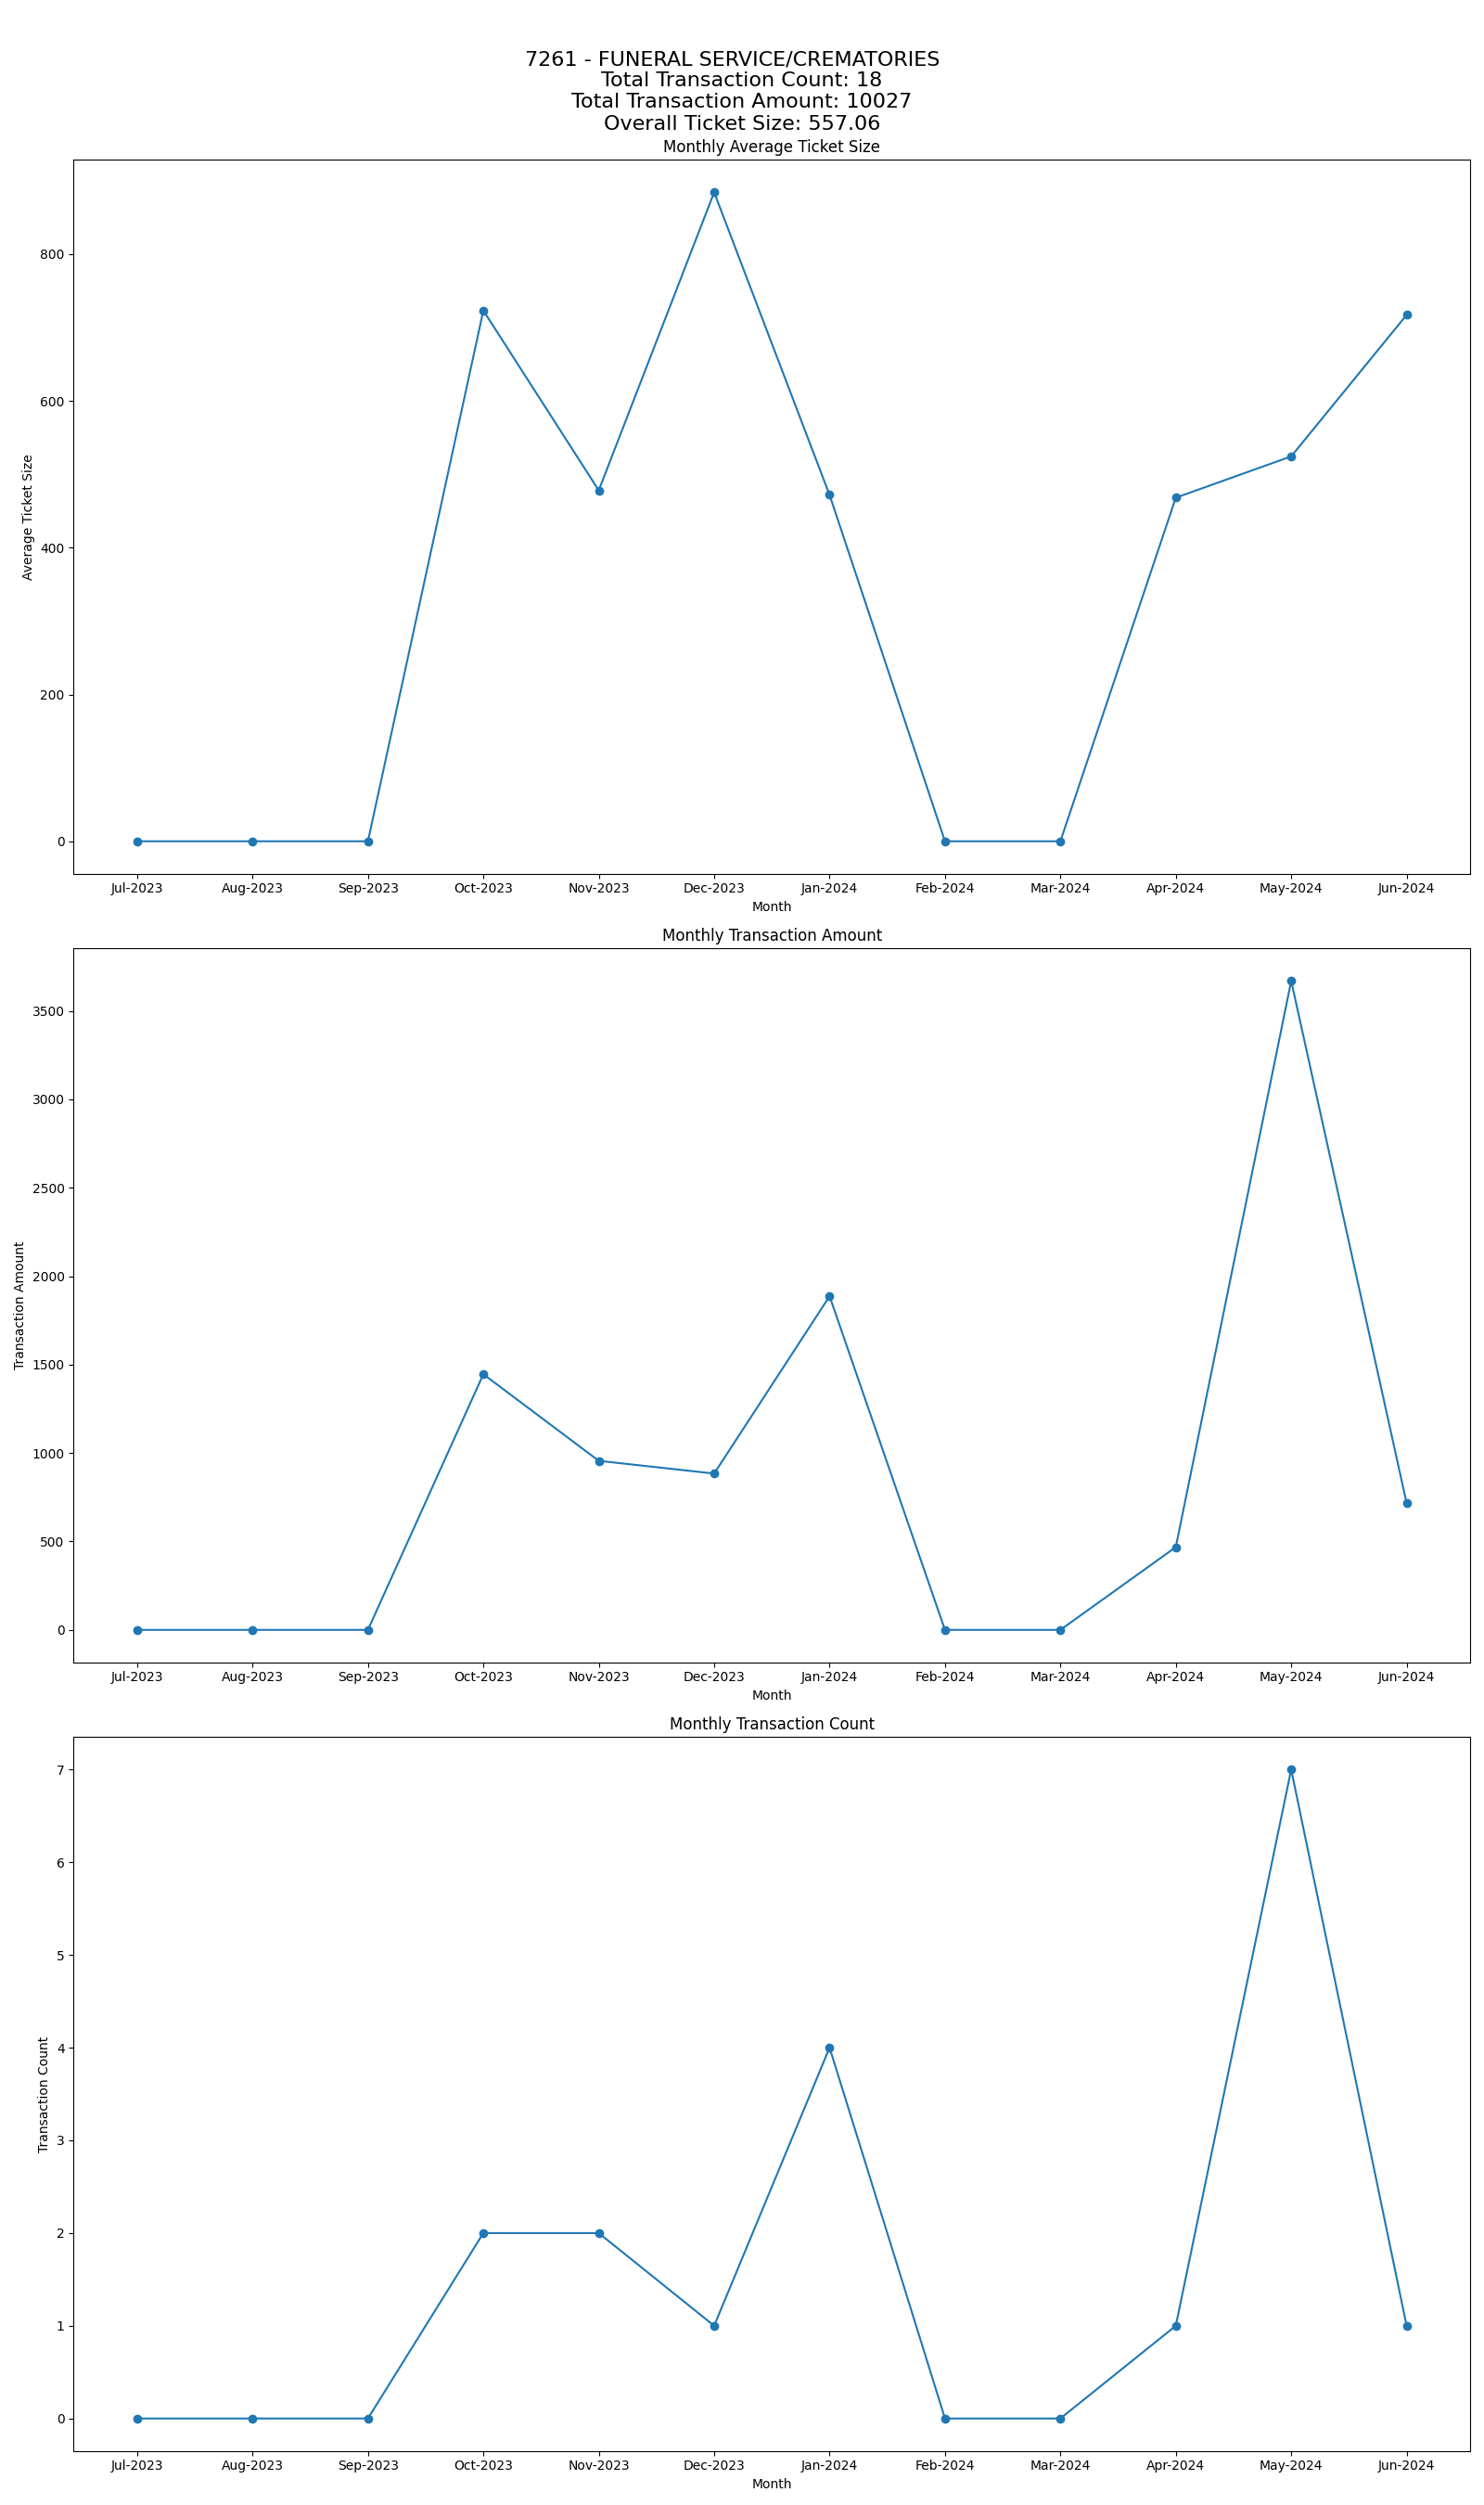 7261 - FUNERAL SERVICE/CREMATORIES
Total Transaction Count: 18
Total Transaction Amount: 10027
Overall Ticket Size: 557.06
Monthly Average Ticket Size
800
600
400
200
0
Average Ticket Size
Jul-2023 Aug-2023 Sep-2023 Oct-2023 Nov-2023 Dec-2023 Jan-2024 Feb-2024 Mar-2024 Apr-2024 May-2024 Jun-2024
Month
Monthly Transaction Amount
3500
3000
2500
2000
1500
1000
500
0
Transaction Amount
Jul-2023 Aug-2023 Sep-2023 Oct-2023 Nov-2023 Dec-2023 Jan-2024 Feb-2024 Mar-2024 Apr-2024 May-2024 Jun-2024
Month
Monthly Transaction Count
7
6
5
4
3
2
1
0
Transaction Count
Jul-2023 Aug-2023 Sep-2023 Oct-2023 Nov-2023 Dec-2023 Jan-2024 Feb-2024 Mar-2024 Apr-2024 May-2024 Jun-2024
Month